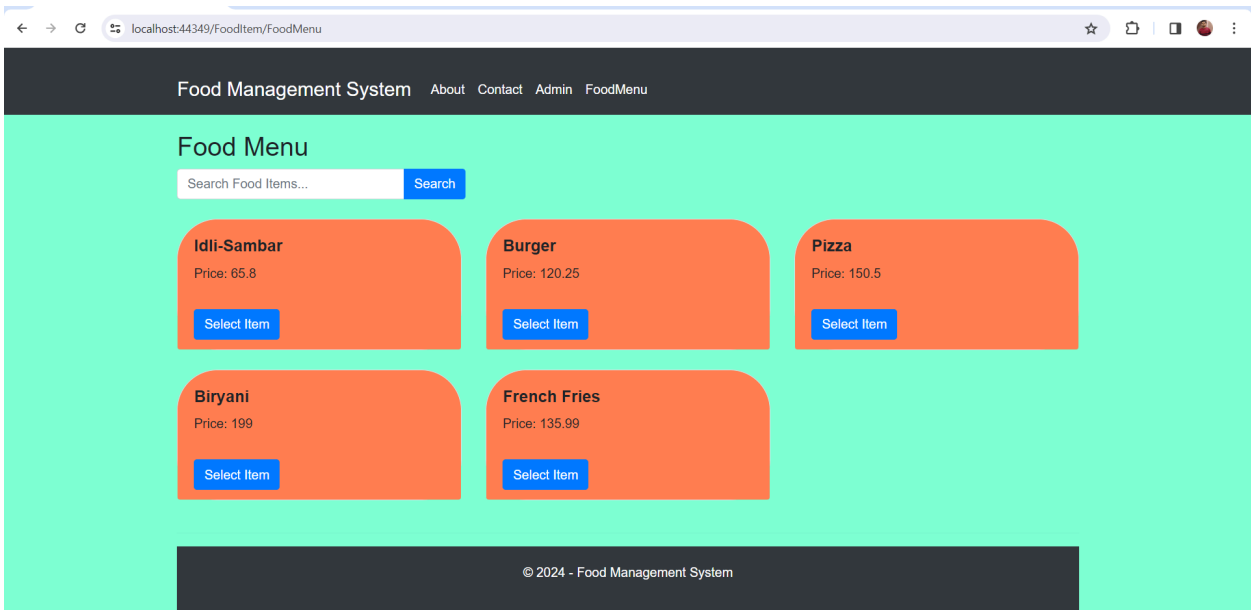 localhost:44349/FoodItem/FoodMenu
Food Management System About Contact Admin FoodMenu
Food Menu
Search Food Items... Search
Idli-Sambar
Price: 65.8
Select Item
Burger
Price: 120.25
Select Item
Pizza
Price: 150.5
Select Item
Biryani
Price: 199
Select Item
French Fries
Price: 135.99
Select Item
© 2024 - Food Management System